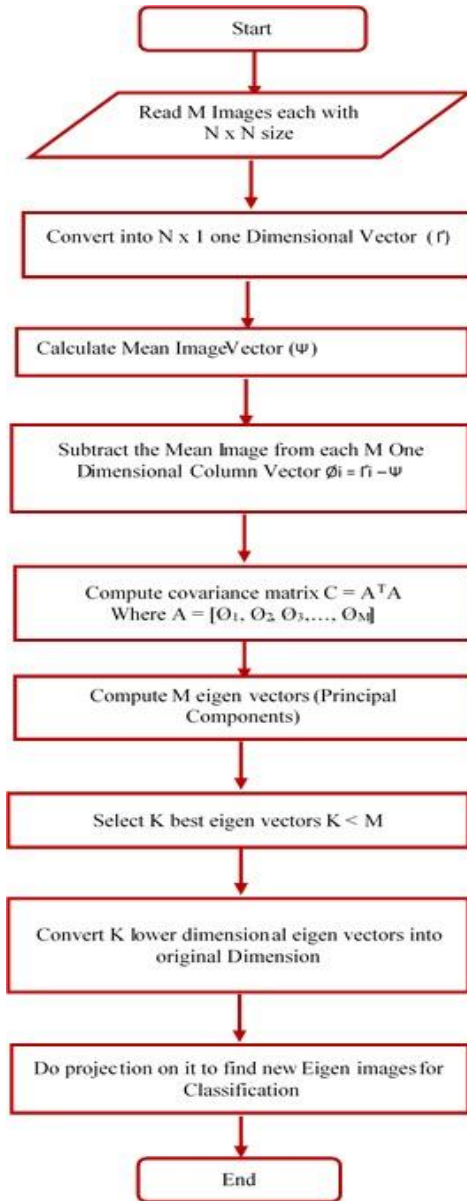 Start
Read M Images each with
N x N size
Convert into N x 1 one Dimensional Vector (Γ)
Calculate Mean ImageVector (Ψ)
Subtract the Mean Image from each M One
Dimensional Column Vector Øi = Γi – Ψ
Compute covariance matrix C = AᵀA
Where A = [Ø₁, Ø₂, Ø₃,…, Ø_M]
Compute M eigen vectors (Principal
Components)
Select K best eigen vectors K < M
Convert K lower dimensional eigen vectors into
original Dimension
Do projection on it to find new Eigen images for
Classification
End